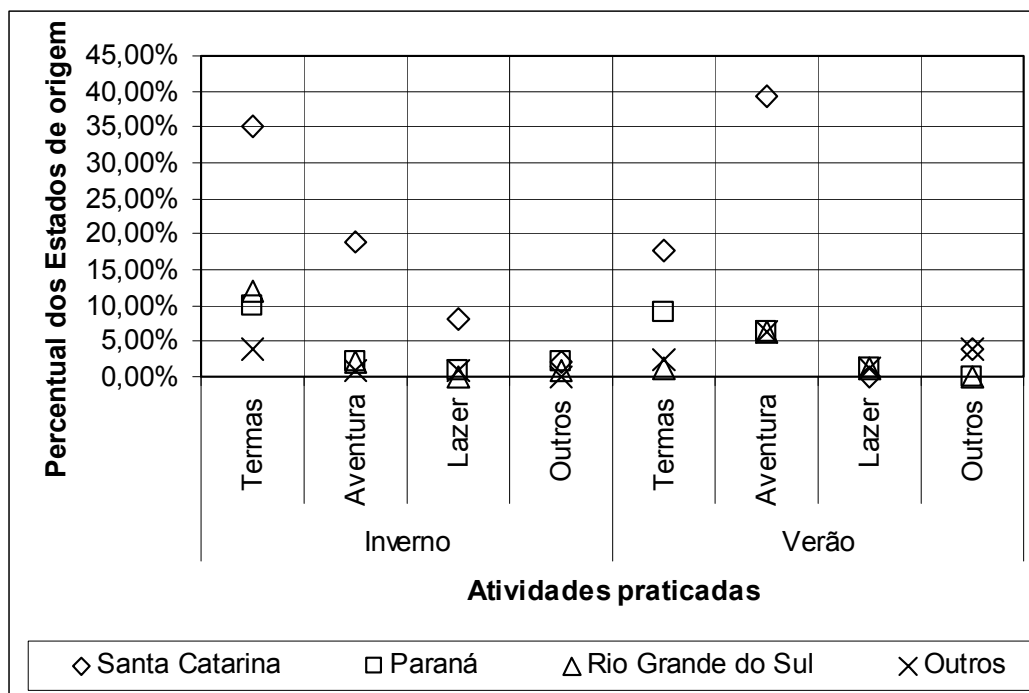 Percentual dos Estados de origem
45,00%
40,00%
35,00%
30,00%
25,00%
20,00%
15,00%
10,00%
5,00%
0,00%
Termas
Aventura
Lazer
Outros
Termas
Aventura
Lazer
Outros
Inverno
Verão
Atividades praticadas
Santa Catarina
Paraná
Rio Grande do Sul
Outros